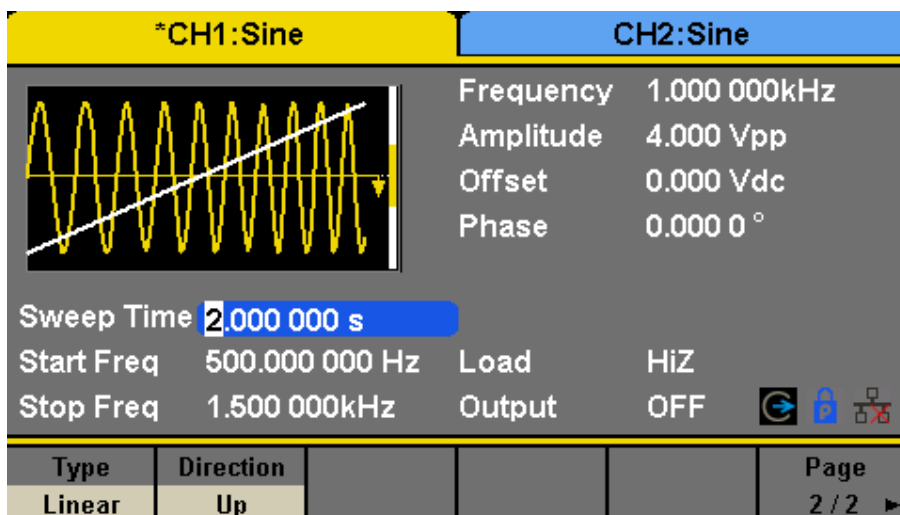 *CH1:Sine
CH2:Sine
Frequency 1.000 000kHz
Amplitude 4.000 Vpp
Offset 0.000 Vdc
Phase 0.000 0 °
Sweep Time 2.000 000 s
Start Freq 500.000 000 Hz Load HiZ
Stop Freq 1.500 000kHz Output OFF P
Type Direction Page
Linear Up 2 / 2